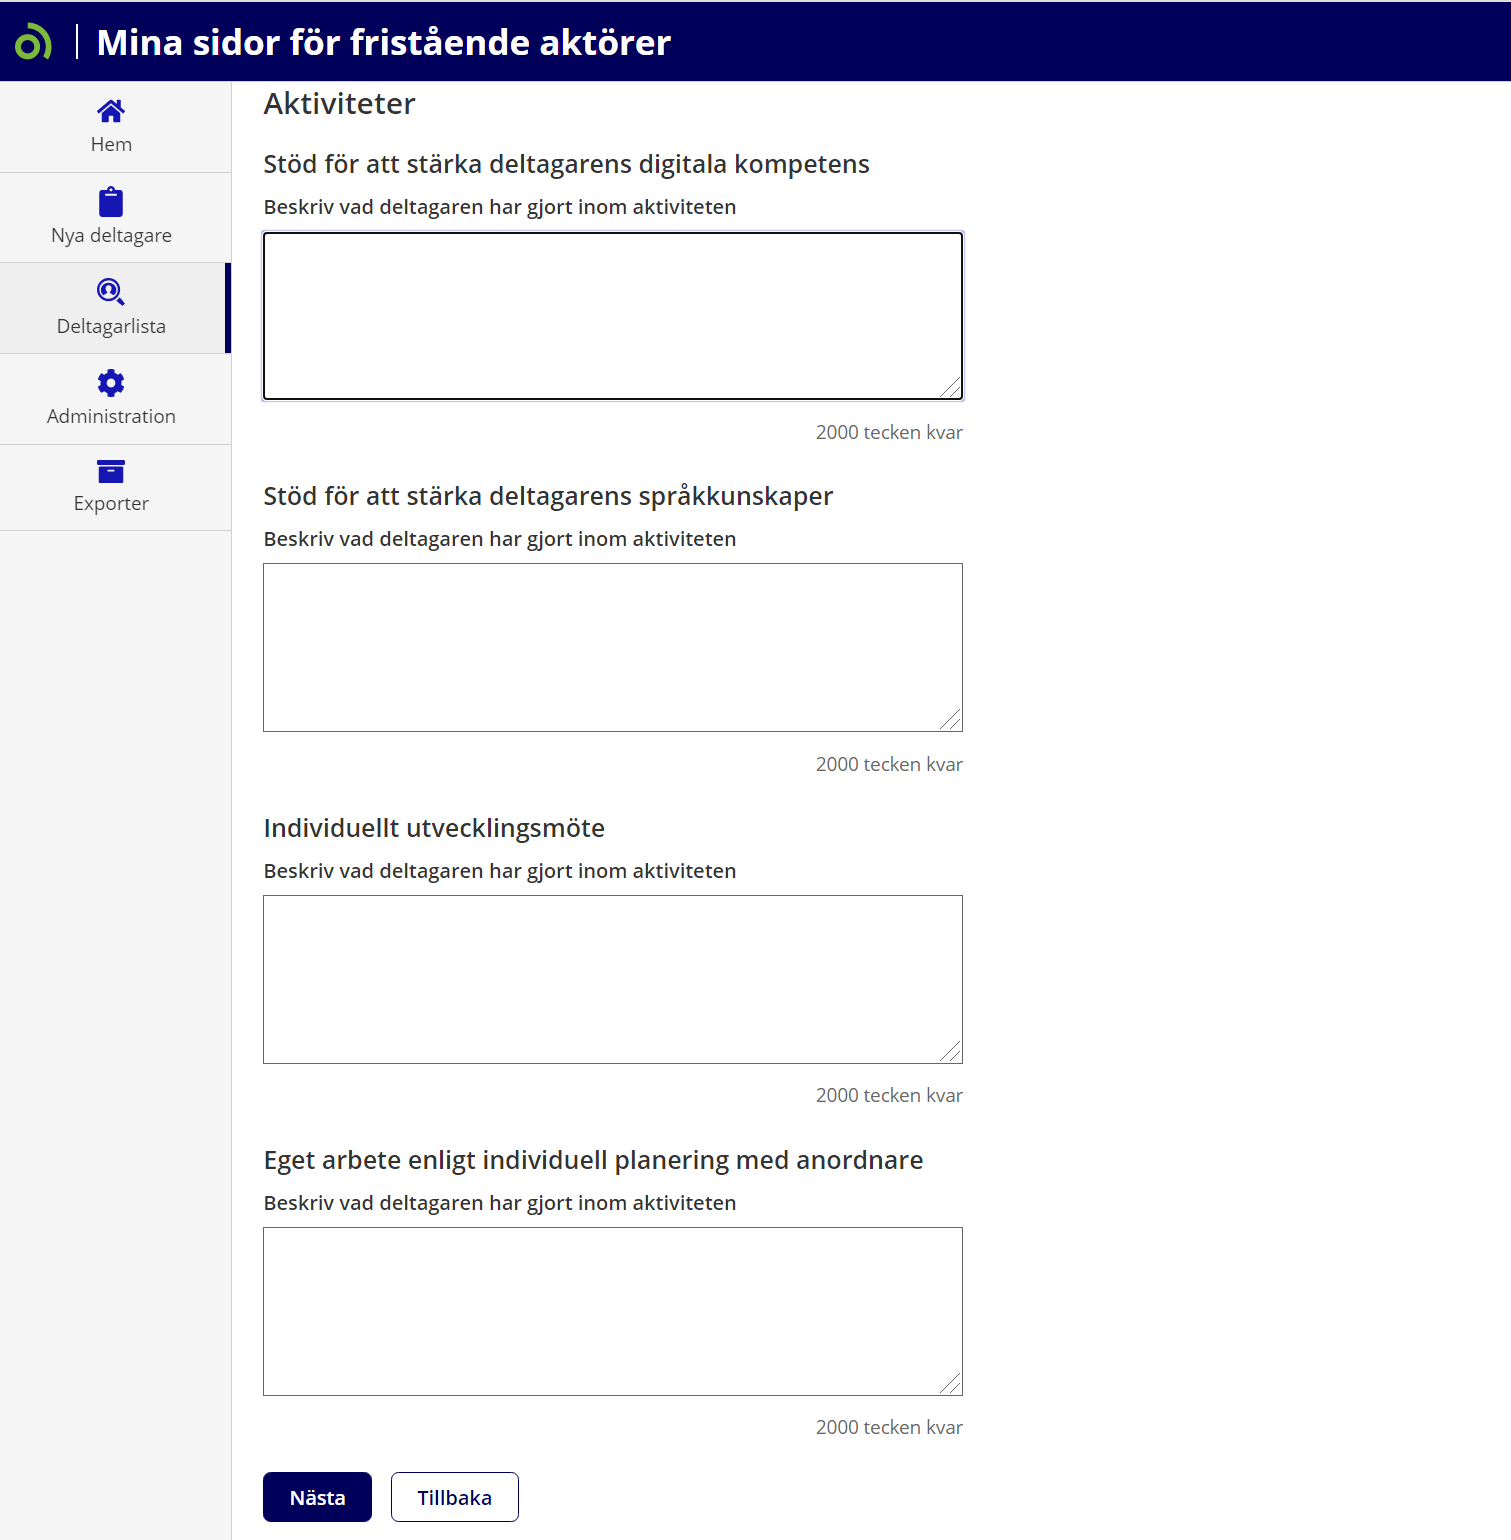 Mina sidor för fristående aktörer
Hem
Nya deltagare
Deltagarlista
Administration
Exporter
Aktiviteter
Stöd för att stärka deltagarens digitala kompetens
Beskriv vad deltagaren har gjort inom aktiviteten
2000 tecken kvar
Stöd för att stärka deltagarens språkkunskaper
Beskriv vad deltagaren har gjort inom aktiviteten
2000 tecken kvar
Individuellt utvecklingsmöte
Beskriv vad deltagaren har gjort inom aktiviteten
2000 tecken kvar
Eget arbete enligt individuell planering med anordnare
Beskriv vad deltagaren har gjort inom aktiviteten
2000 tecken kvar
Nästa
Tillbaka